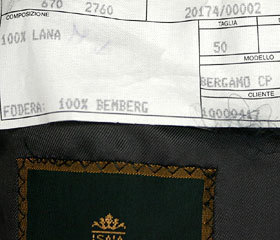 670 2760 20174/00002
COMPOSIZIONE TAGLIA
100% LANA 50
MODELLO
BERGAMO CP
CLIENTE
FODERA: 100% BEMBERG
ISAIA